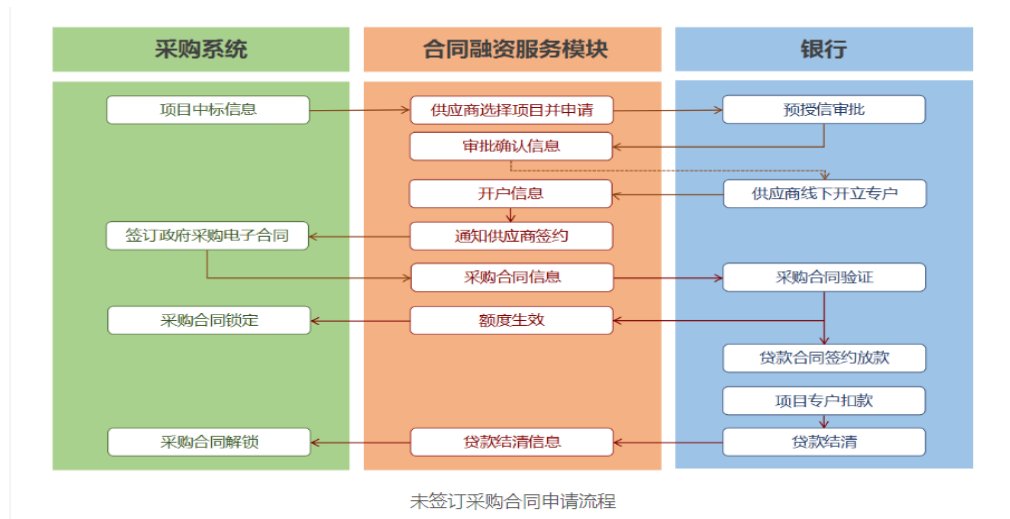 采购系统 合同融资服务模块 银行
项目中标信息 供应商选择项目并申请 预授信审批
审批确认信息
开户信息 供应商线下开立专户
签订政府采购电子合同 通知供应商签约
采购合同信息 采购合同验证
采购合同锁定 额度生效
贷款合同签约放款
项目专户扣款
采购合同解锁 贷款结清信息 贷款结清
未签订采购合同申请流程